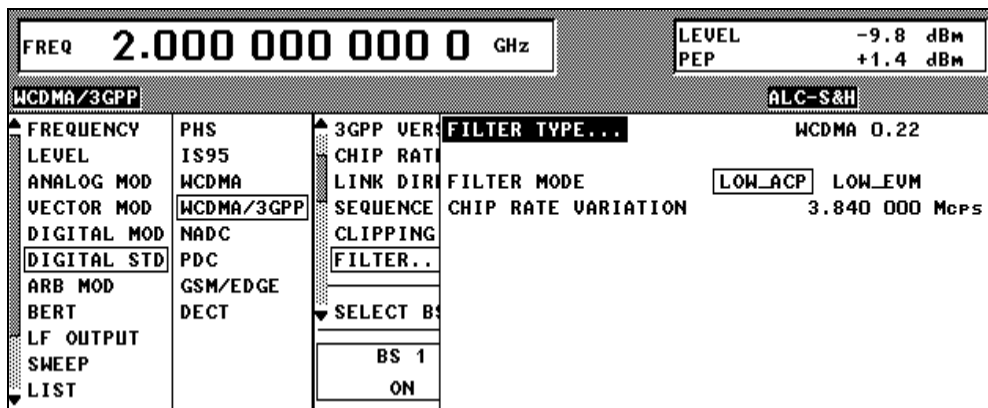 FREQ 2.000 000 000 0 GHz
LEVEL -9.8 dBm
PEP +1.4 dBm
WCDMA/3GPP
ALC-S&H
FREQUENCY
LEVEL
ANALOG MOD
VECTOR MOD
DIGITAL MOD
DIGITAL STD
ARB MOD
BERT
LF OUTPUT
SWEEP
LIST
PHS
IS95
WCDMA
WCDMA/3GPP
NADC
PDC
GSM/EDGE
DECT
3GPP VERS
CHIP RATE
LINK DIR
SEQUENCE
CLIPPING
FILTER..
SELECT BS
BS 1
ON
FILTER TYPE... WCDMA 0.22
FILTER MODE LOW_ACP LOW_EVM
CHIP RATE VARIATION 3.840 000 Mcps